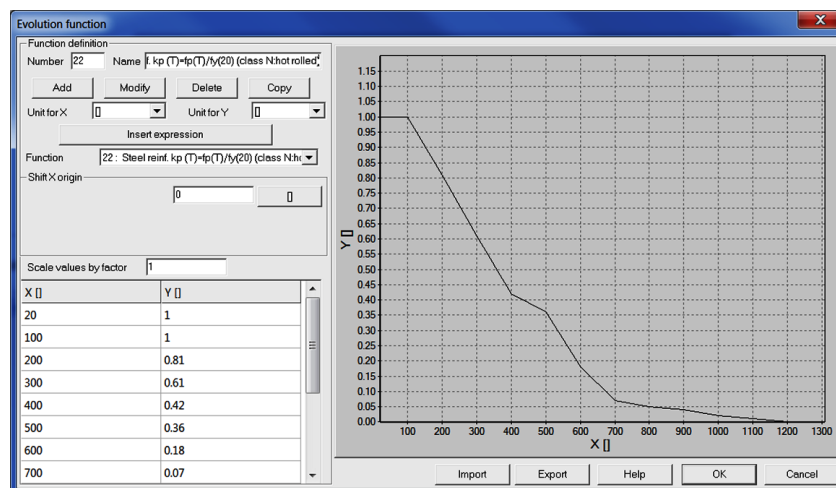 Evolution function
Function definition
Number 22 Name f. kp (T)=fp(T)/fy(20) (class N:hot rolled,
Add Modify Delete Copy
Unit for X [] Unit for Y []
Insert expression
Function 22 : Steel reinf. kp (T)=fp(T)/fy(20) (class N:h
Shift X origin
0 []
Scale values by factor 1
X [] Y []
20 1
100 1
200 0.81
300 0.61
400 0.42
500 0.36
600 0.18
700 0.07
1.15
1.10
1.05
1.00
0.95
0.90
0.85
0.80
0.75
0.70
0.65
0.60
0.55
0.50
0.45
0.40
0.35
0.30
0.25
0.20
0.15
0.10
0.05
0.00
Y []
100 200 300 400 500 600 700 800 900 1000 1100 1200 1300
X []
Import Export Help OK Cancel